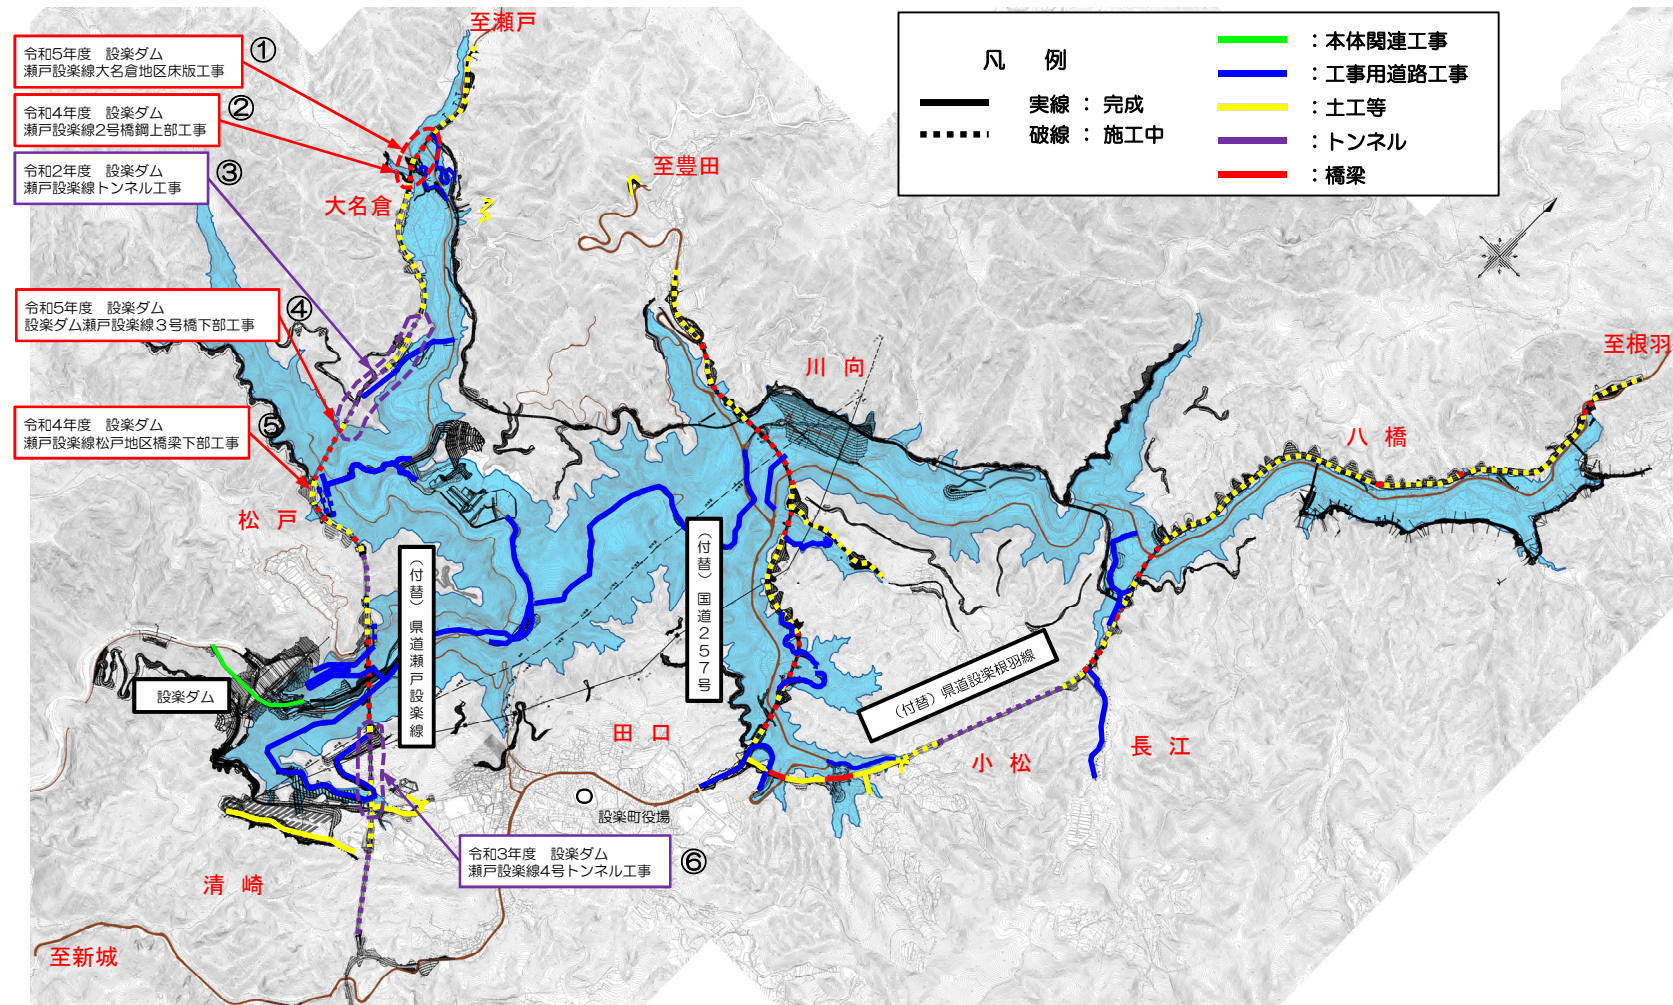 至瀬戸
令和5年度　設楽ダム
瀬戸設楽線大名倉地区床版工事
①
令和4年度　設楽ダム
瀬戸設楽線2号橋鋼上部工事
②
令和2年度　設楽ダム
瀬戸設楽線トンネル工事
③
大名倉
至豊田
凡　例
実線 ： 完成
破線 ： 施工中
：本体関連工事
：工事用道路工事
：土工等
：トンネル
：橋梁
令和5年度　設楽ダム
設楽ダム瀬戸設楽線３号橋下部工事
④
令和4年度　設楽ダム
瀬戸設楽線松戸地区橋梁下部工事
⑤
川　向
至根羽
八　橋
松　戸
（付替）県道瀬戸設楽線
（付替）国道２５７号
（付替）県道設楽根羽線
設楽ダム
田　口
小　松
長　江
設楽町役場
令和3年度　設楽ダム
瀬戸設楽線4号トンネル工事
⑥
清　崎
至新城